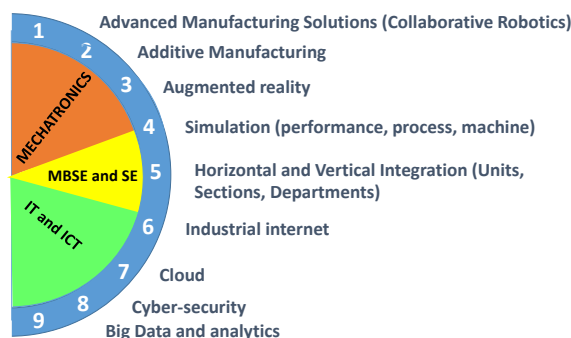 1 Advanced Manufacturing Solutions (Collaborative Robotics)
2 Additive Manufacturing
3 Augmented reality
MECHATRONICS
4 Simulation (performance, process, machine)
MBSE and SE
5 Horizontal and Vertical Integration (Units,
Sections, Departments)
IT and ICT
6 Industrial internet
7 Cloud
8 Cyber-security
9 Big Data and analytics